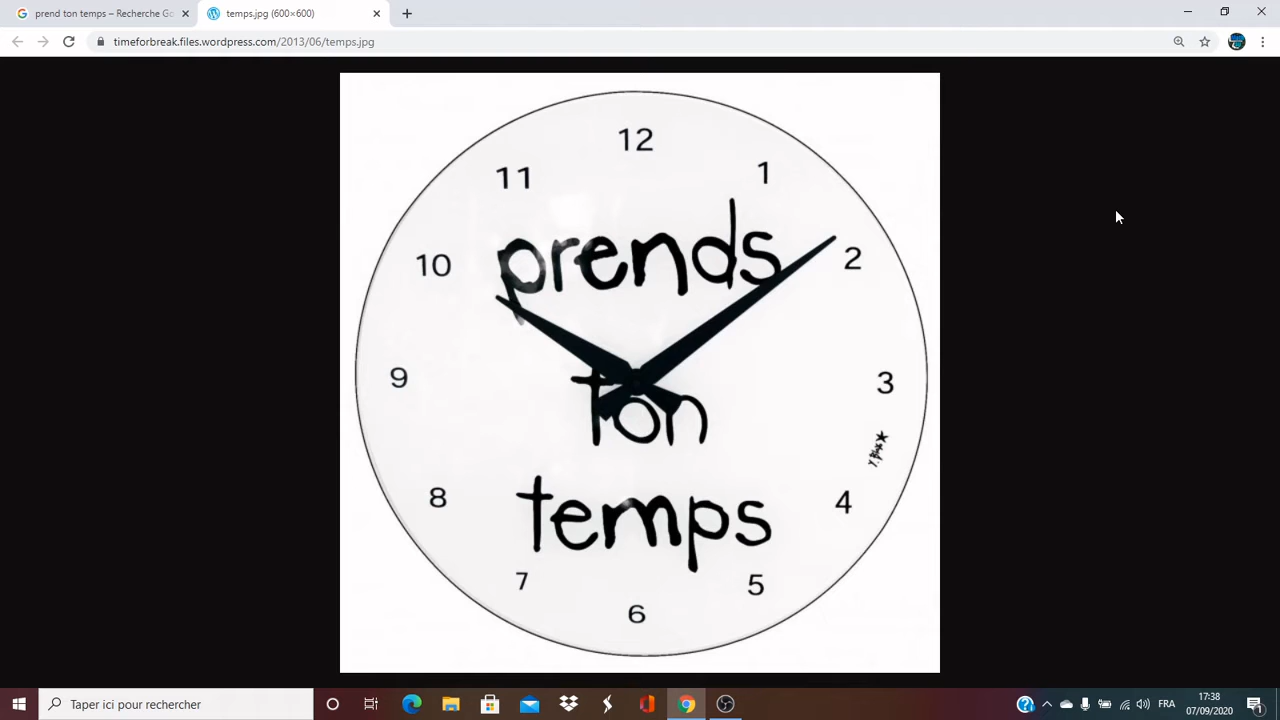 prend ton temps – Recherche Go
temps.jpg (600×600)
timeforbreak.files.wordpress.com/2013/06/temps.jpg
12
11
1
prends
10
2
ton
9
3
8
temps
4
7
5
6
Taper ici pour rechercher
FRA
17:38
07/09/2020
1